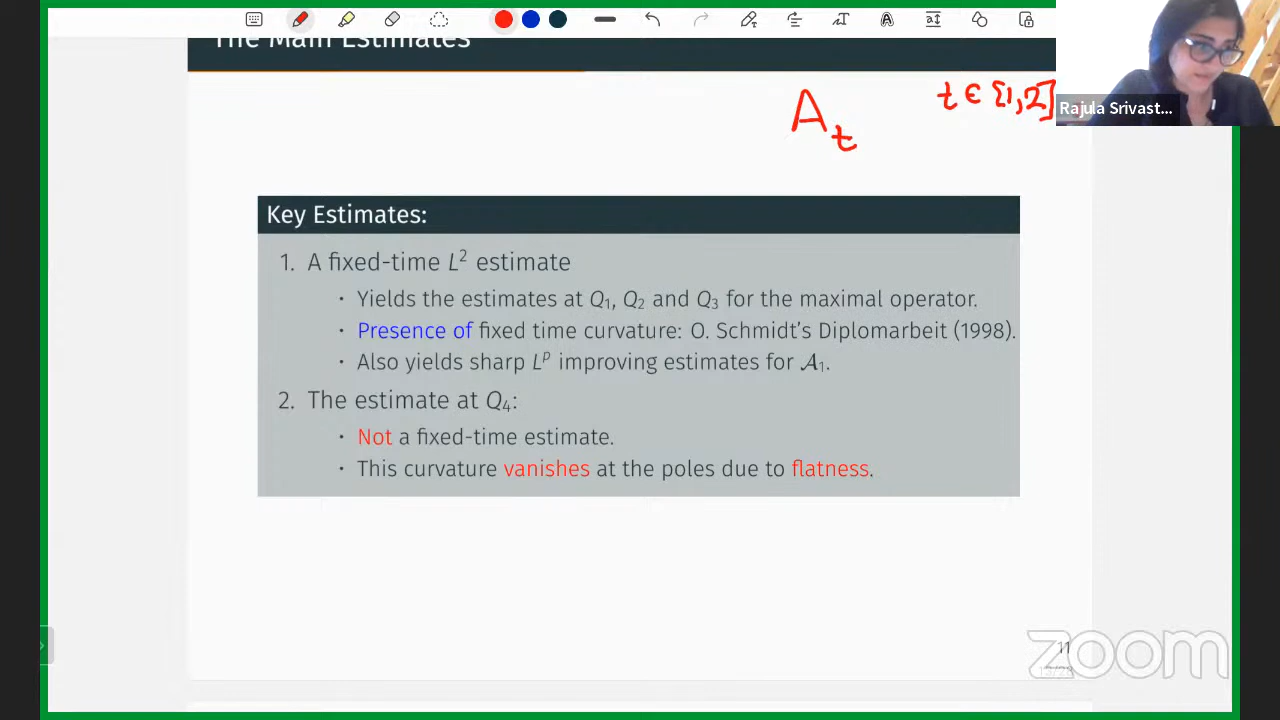 The Main Estimates
A_t
t ∈ [1,2]
Rajula Srivast...
Key Estimates:
1. A fixed-time L² estimate
· Yields the estimates at Q₁, Q₂ and Q₃ for the maximal operator.
· Presence of fixed time curvature: O. Schmidt's Diplomarbeit (1998).
· Also yields sharp Lᵖ improving estimates for 𝒜₁.
2. The estimate at Q₄:
· Not a fixed-time estimate.
· This curvature vanishes at the poles due to flatness.
11
zoom